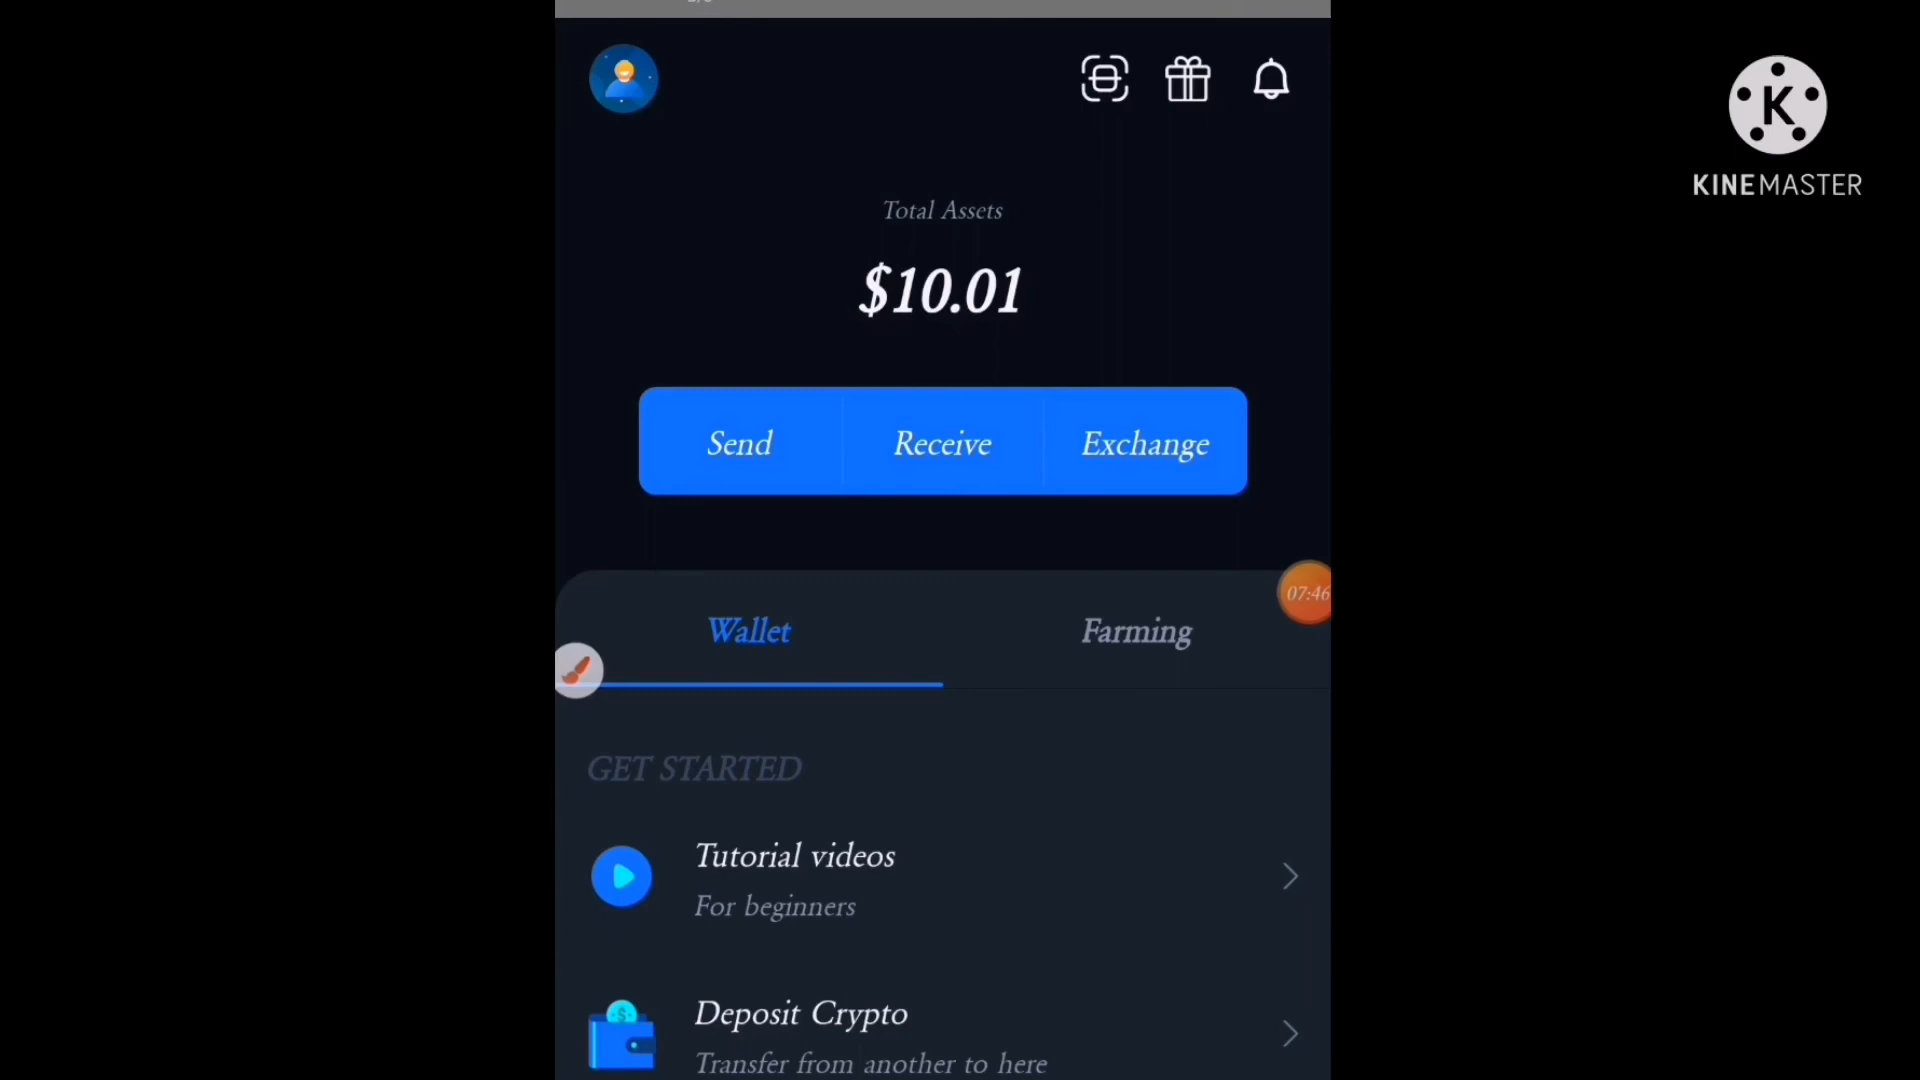 K
KINEMASTER
Total Assets
$10.01
Send Receive Exchange
07:46
Wallet Farming
GET STARTED
Tutorial videos
For beginners
Deposit Crypto
Transfer from another to here